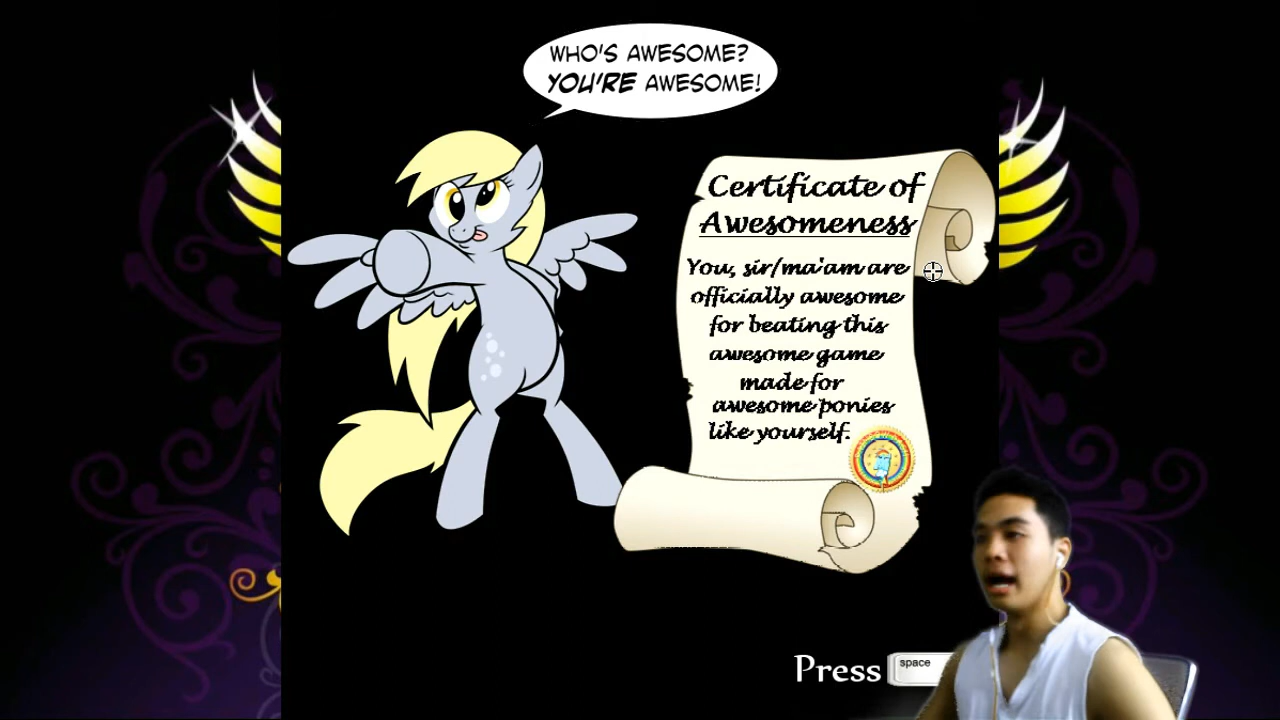 WHO'S AWESOME?
YOU'RE AWESOME!
Certificate of
Awesomeness
You, sir/ma'am are
officially awesome
for beating this
awesome game
made for
awesome ponies
like yourself.
Press space